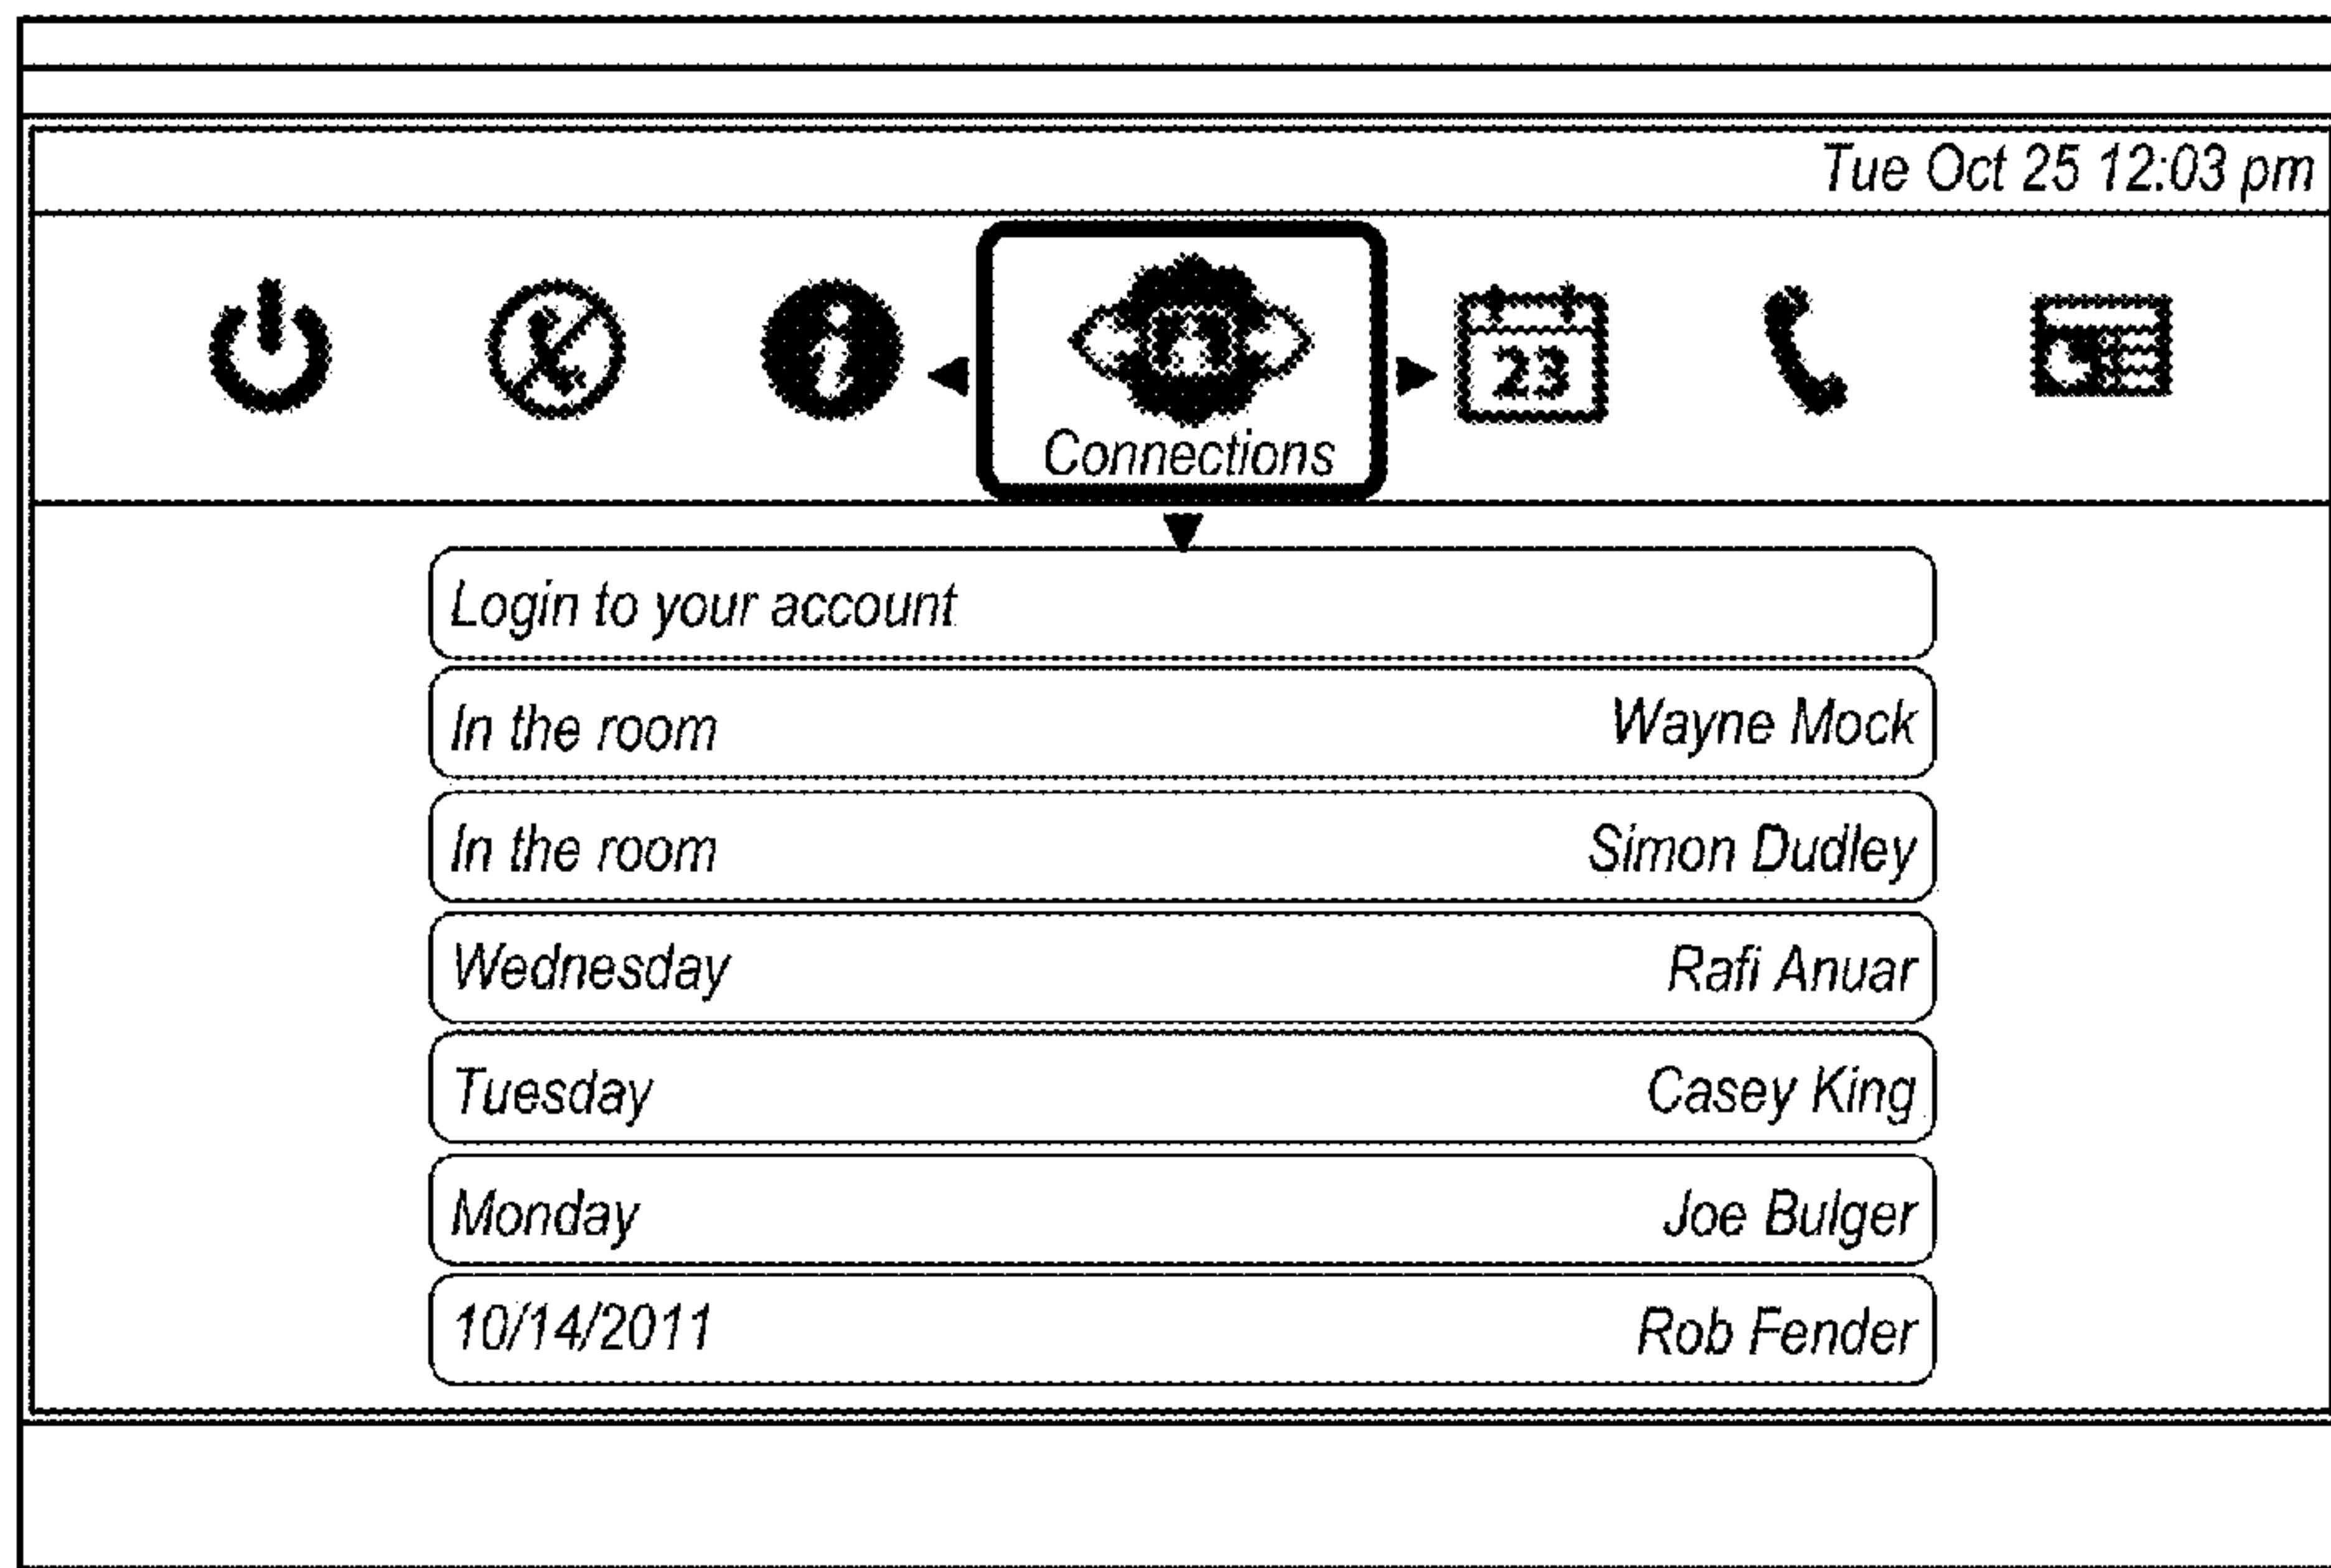 Tue Oct 25 12:03 pm
23
Connections
Login to your account
In the room Wayne Mock
In the room Simon Dudley
Wednesday Rafi Anuar
Tuesday Casey King
Monday Joe Bulger
10/14/2011 Rob Fender